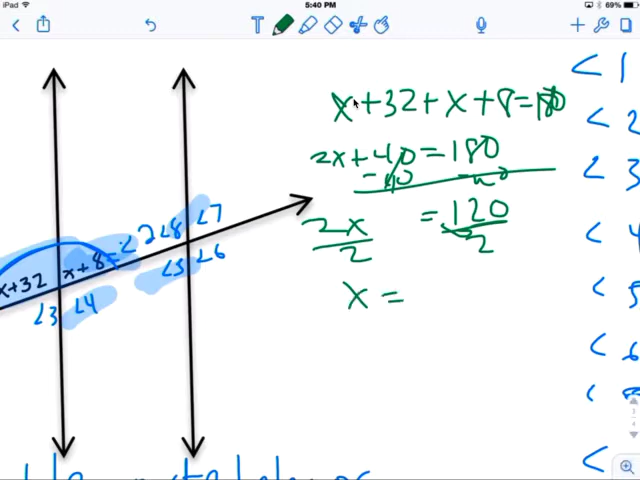 iPad
5:40 PM
69%
T
x+32+x+8=180
2x+40=180
-40 -40
2x/2 = 120/2
x =
x+32 x+8=<2 <8 <7
<3 <4 <5 <6
<1
<2
<3
<4
<5
<6